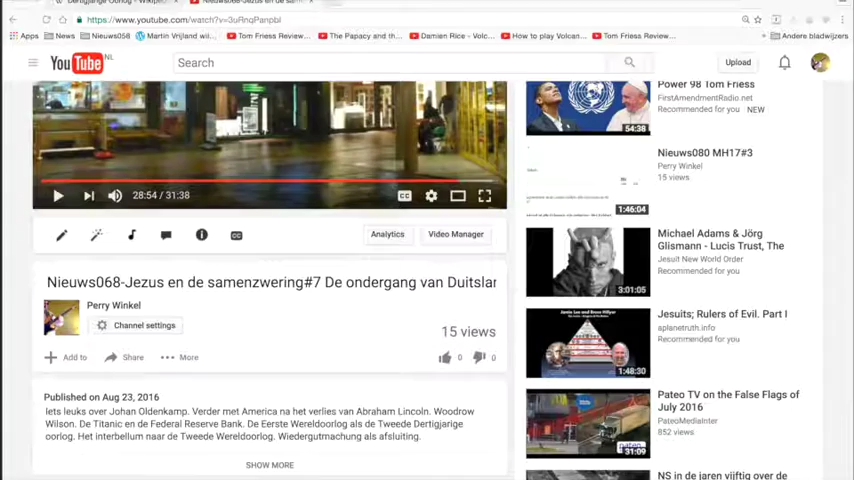 https://www.youtube.com/watch?v=3uRnqPanpbI
Apps
News
Nieuws058
Martin Vrijland wil
Tom Friess Review
The Papacy and th
Damien Rice - Volc
How to play Volcan
Tom Friess Review
Andere bladwijzers
YouTube NL
Search
Upload
28:54 / 31:38
CC
CC
Analytics
Video Manager
Nieuws068-Jezus en de samenzwering#7 De ondergang van Duitslar
Perry Winkel
Channel settings
15 views
Add to
Share
More
0
0
Published on Aug 23, 2016
Iets leuks over Johan Oldenkamp. Verder met America na het verlies van Abraham Lincoln. Woodrow
Wilson. De Titanic en de Federal Reserve Bank. De Eerste Wereldoorlog als de Tweede Dertigjarige
oorlog. Het interbellum naar de Tweede Wereldoorlog. Wiedergutmachung als afsluiting.
SHOW MORE
Power 98 Tom Friess
FirstAmendmentRadio.net
Recommended for you NEW
54:38
Nieuws080 MH17#3
Perry Winkel
15 views
1:46:04
Michael Adams & Jörg
Glismann - Lucis Trust, The
Jesuit New World Order
Recommended for you
3:01:05
Jesuits; Rulers of Evil. Part I
aplanetruth.info
Recommended for you
1:48:30
Pateo TV on the False Flags of
July 2016
PateoMediaInter
852 views
31:09
NS in de jaren vijftig over de